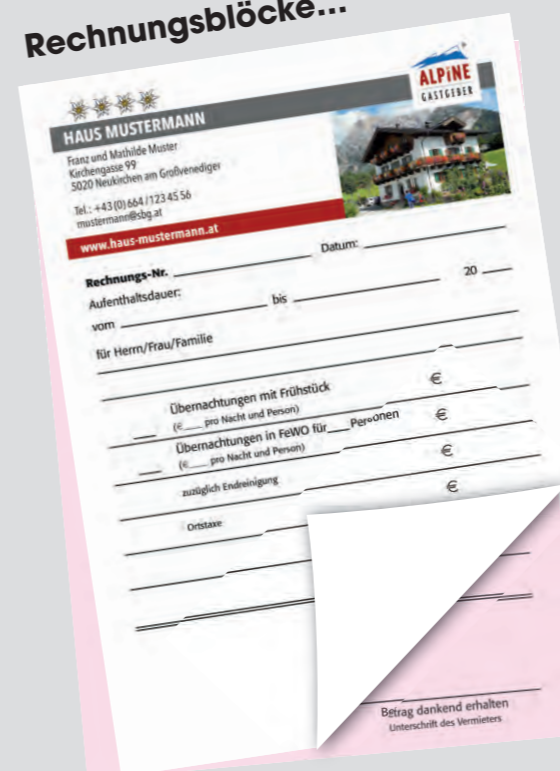 Rechnungsblöcke...
ALPiNE
GASTGEBER
HAUS MUSTERMANN
Franz und Mathilde Muster
Kirchengasse 99
5020 Neukirchen am Großvenediger
Tel.: +43 (0) 664 / 123 45 56
mustermann@sbg.at
www.haus-mustermann.at
Rechnungs-Nr. Datum:
Aufenthaltsdauer:
vom bis 20
für Herrn/Frau/Familie
Übernachtungen mit Frühstück €
(€___ pro Nacht und Person)
Übernachtungen in FeWO für___Personen €
(€___ pro Nacht und Person)
zuzüglich Endreinigung €
Ortstaxe €
Betrag dankend erhalten
Unterschrift des Vermieters